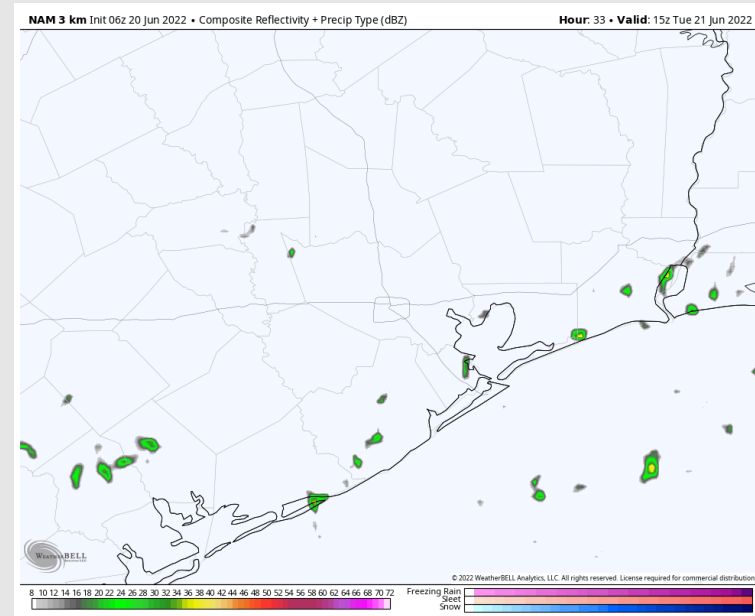 NAM 3 km Init 06z 20 Jun 2022 • Composite Reflectivity + Precip Type (dBZ) Hour: 33 • Valid: 15z Tue 21 Jun 2022
WEATHERBELL
© 2022 WeatherBELL Analytics, LLC. All rights reserved. License required for commercial distribution
8 10 12 14 16 18 20 22 24 26 28 30 32 34 36 38 40 42 44 46 48 50 52 54 56 58 60 62 64 66 68 70 72
Freezing Rain
Sleet
Snow